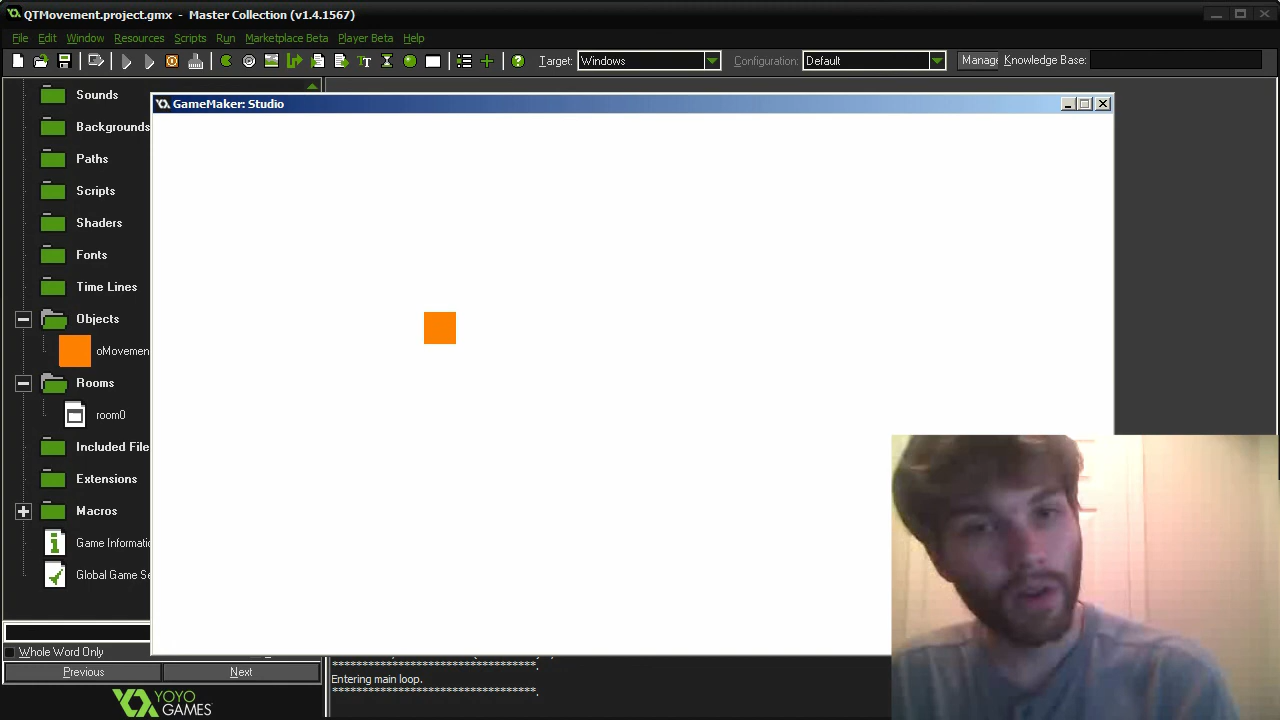 QTMovement.project.gmx - Master Collection (v1.4.1567)
File Edit Window Resources Scripts Run Marketplace Beta Player Beta Help
Target: Windows Configuration: Default Knowledge Base:
GameMaker: Studio
Sounds
Backgrounds
Paths
Scripts
Shaders
Fonts
Time Lines
Objects
oMovemen
Rooms
room0
Included File
Extensions
Macros
Game Informatio
Global Game Se
Whole Word Only
Previous Next
**********************************.
Entering main loop.
**********************************.
YOYO
GAMES